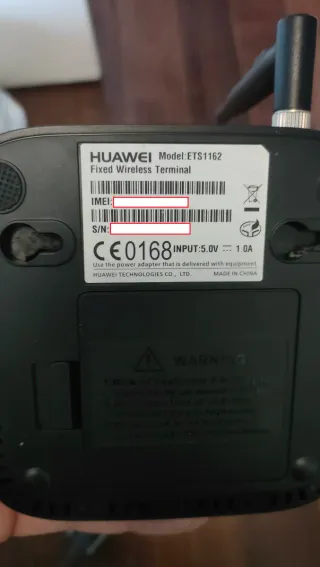 HUAWEI Model:ETS1162
Fixed Wireless Terminal
IMEI:
S/N:
CE0168 INPUT:5.0V ⎓ 1.0A
Use the power adapter that is delivered with equipment
HUAWEI TECHNOLOGIES CO., LTD. MADE IN CHINA
WARNING